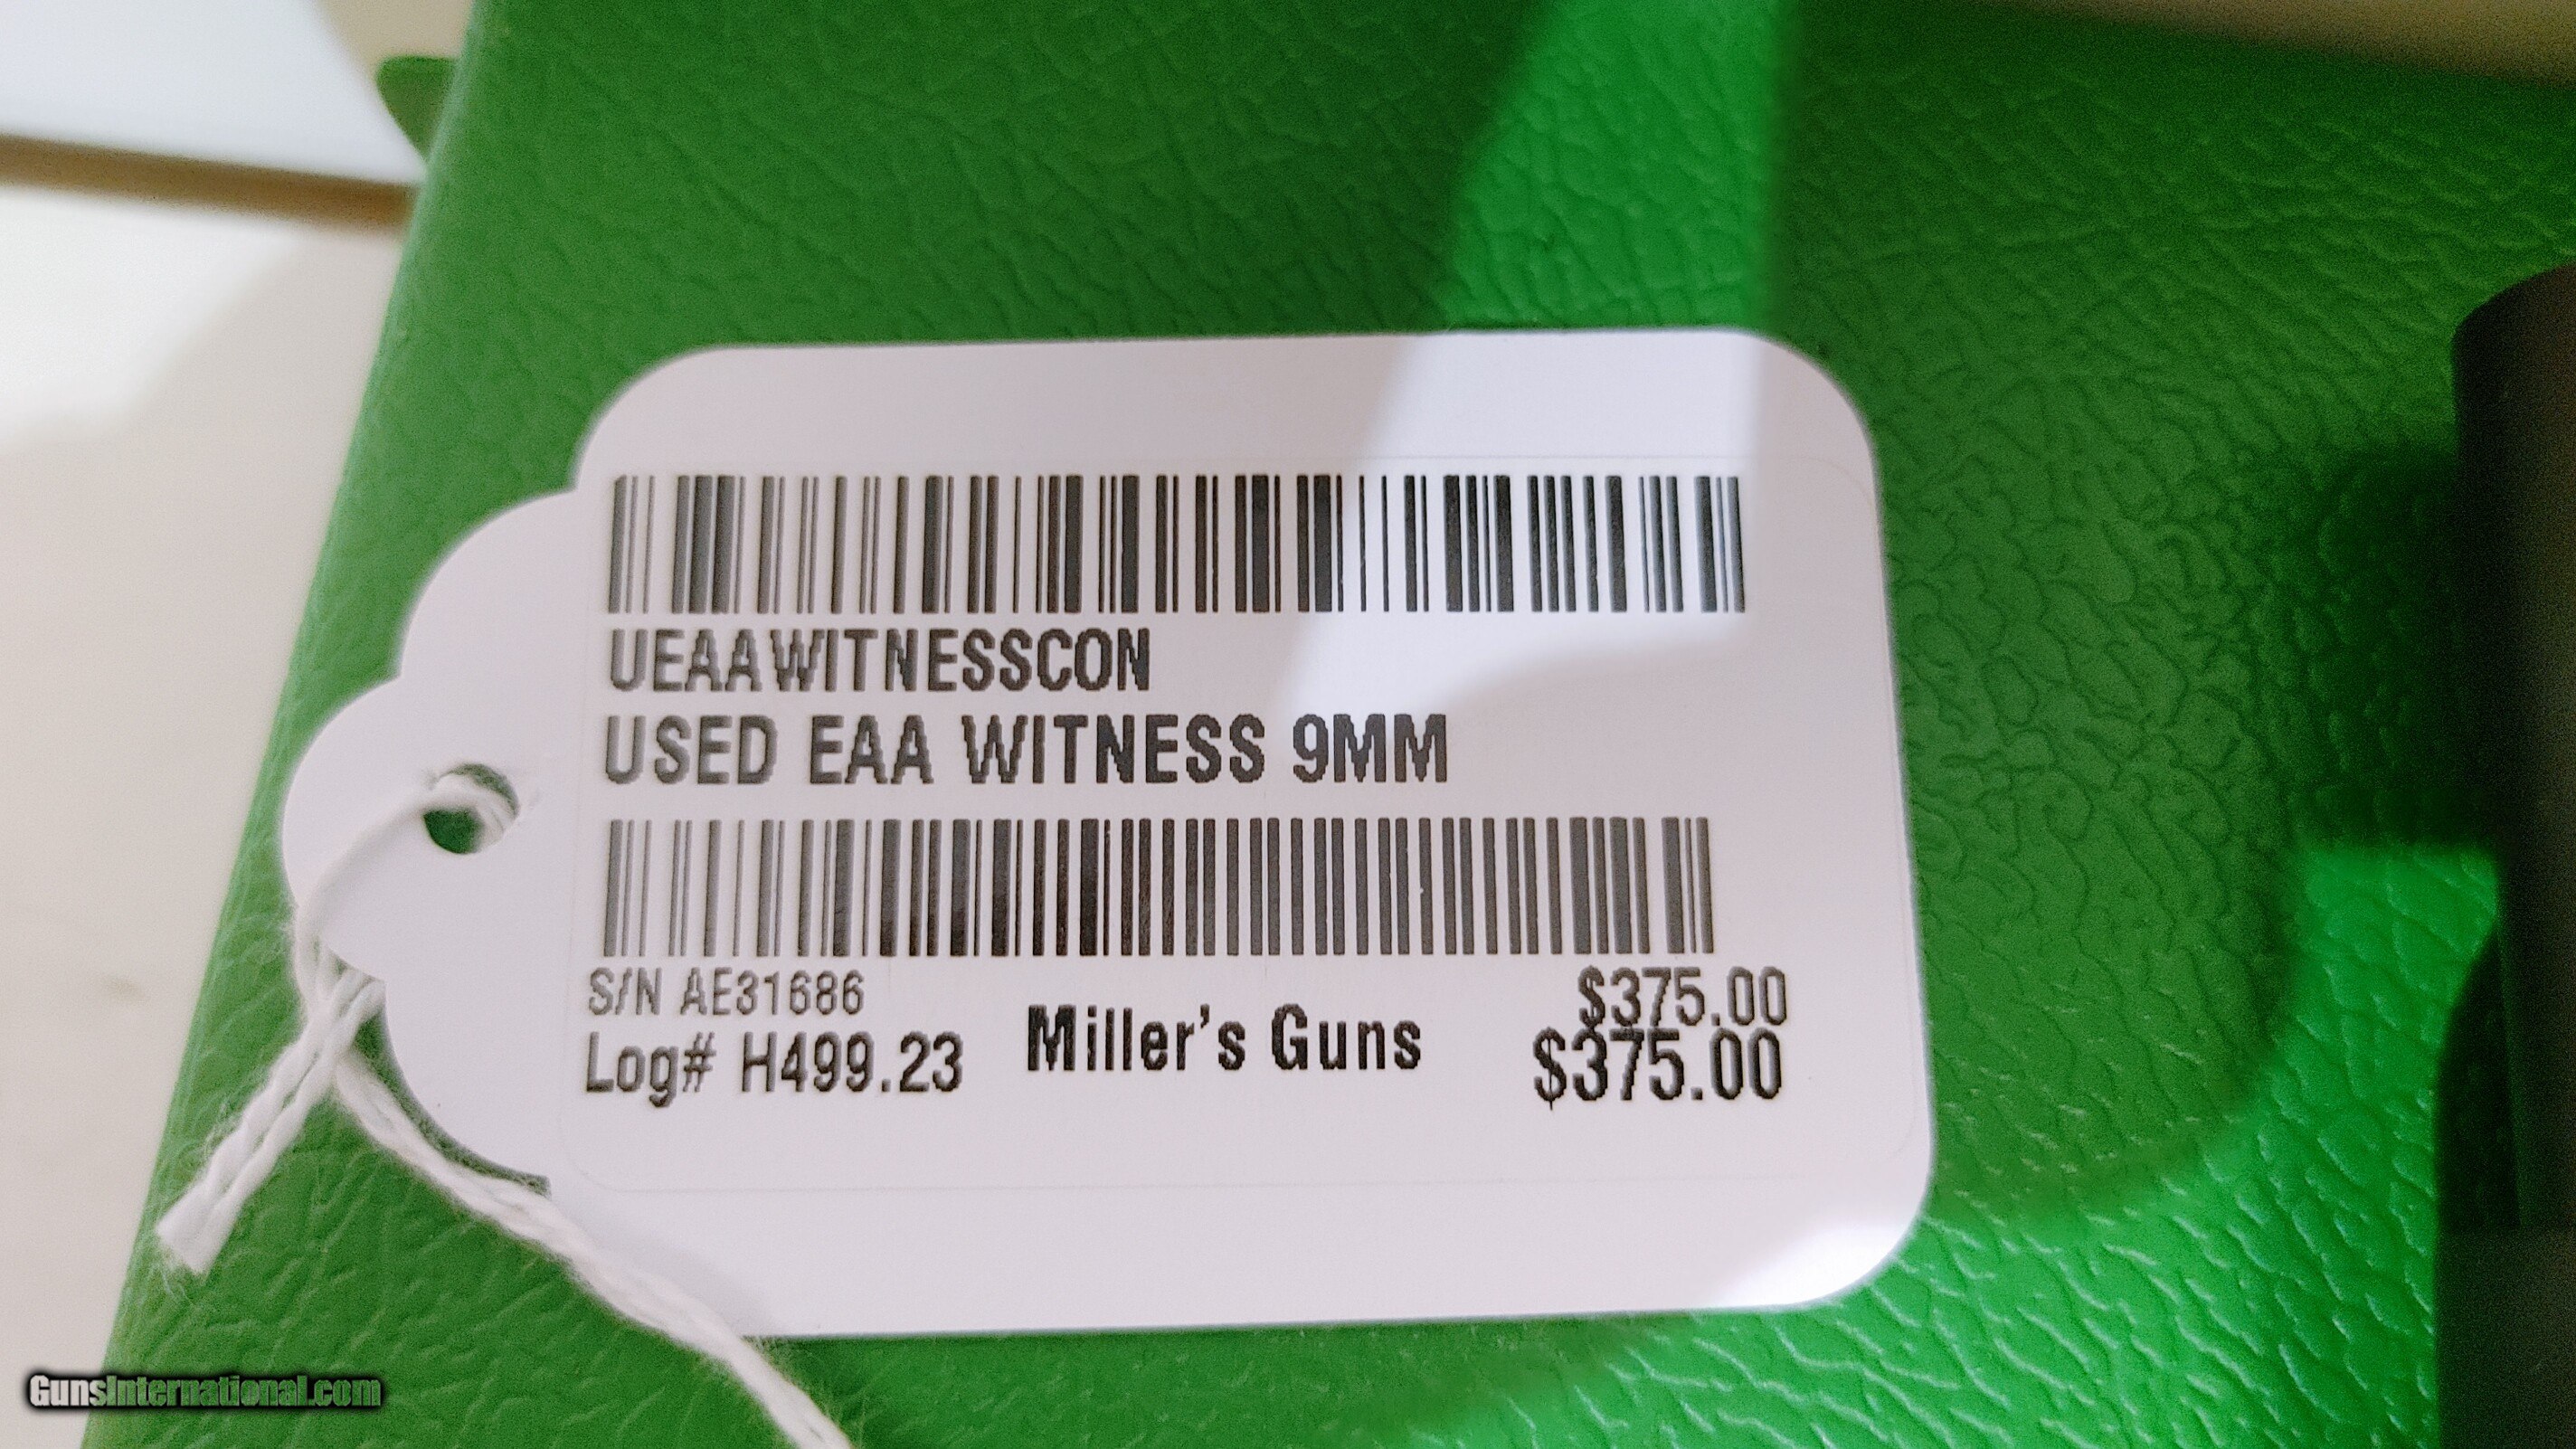 UEAAWITNESSCON
USED EAA WITNESS 9MM
S/N AE31686
$375.00
Log# H499.23
Miller's Guns
$375.00
GunsInternational.com